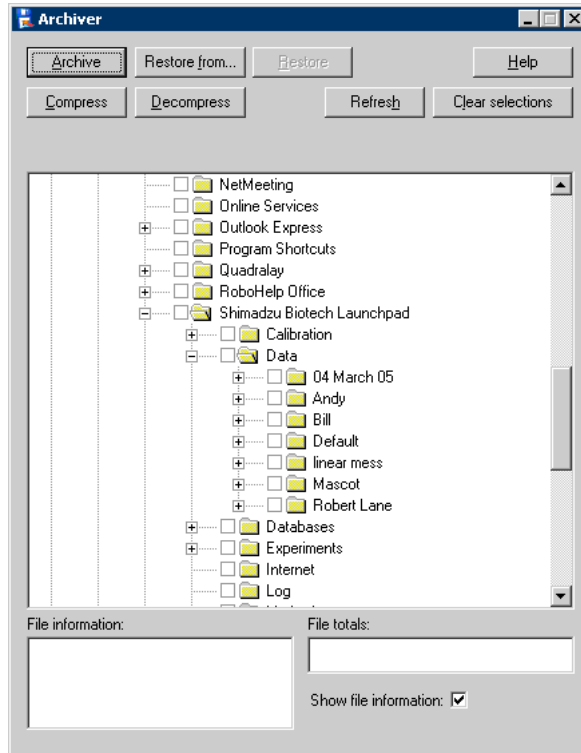 Archiver
Archive Restore from... Restore Help
Compress Decompress Refresh Clear selections
NetMeeting
Online Services
Outlook Express
Program Shortcuts
Quadralay
RoboHelp Office
Shimadzu Biotech Launchpad
Calibration
Data
04 March 05
Andy
Bill
Default
linear mess
Mascot
Robert Lane
Databases
Experiments
Internet
Log
File information: File totals:
Show file information: